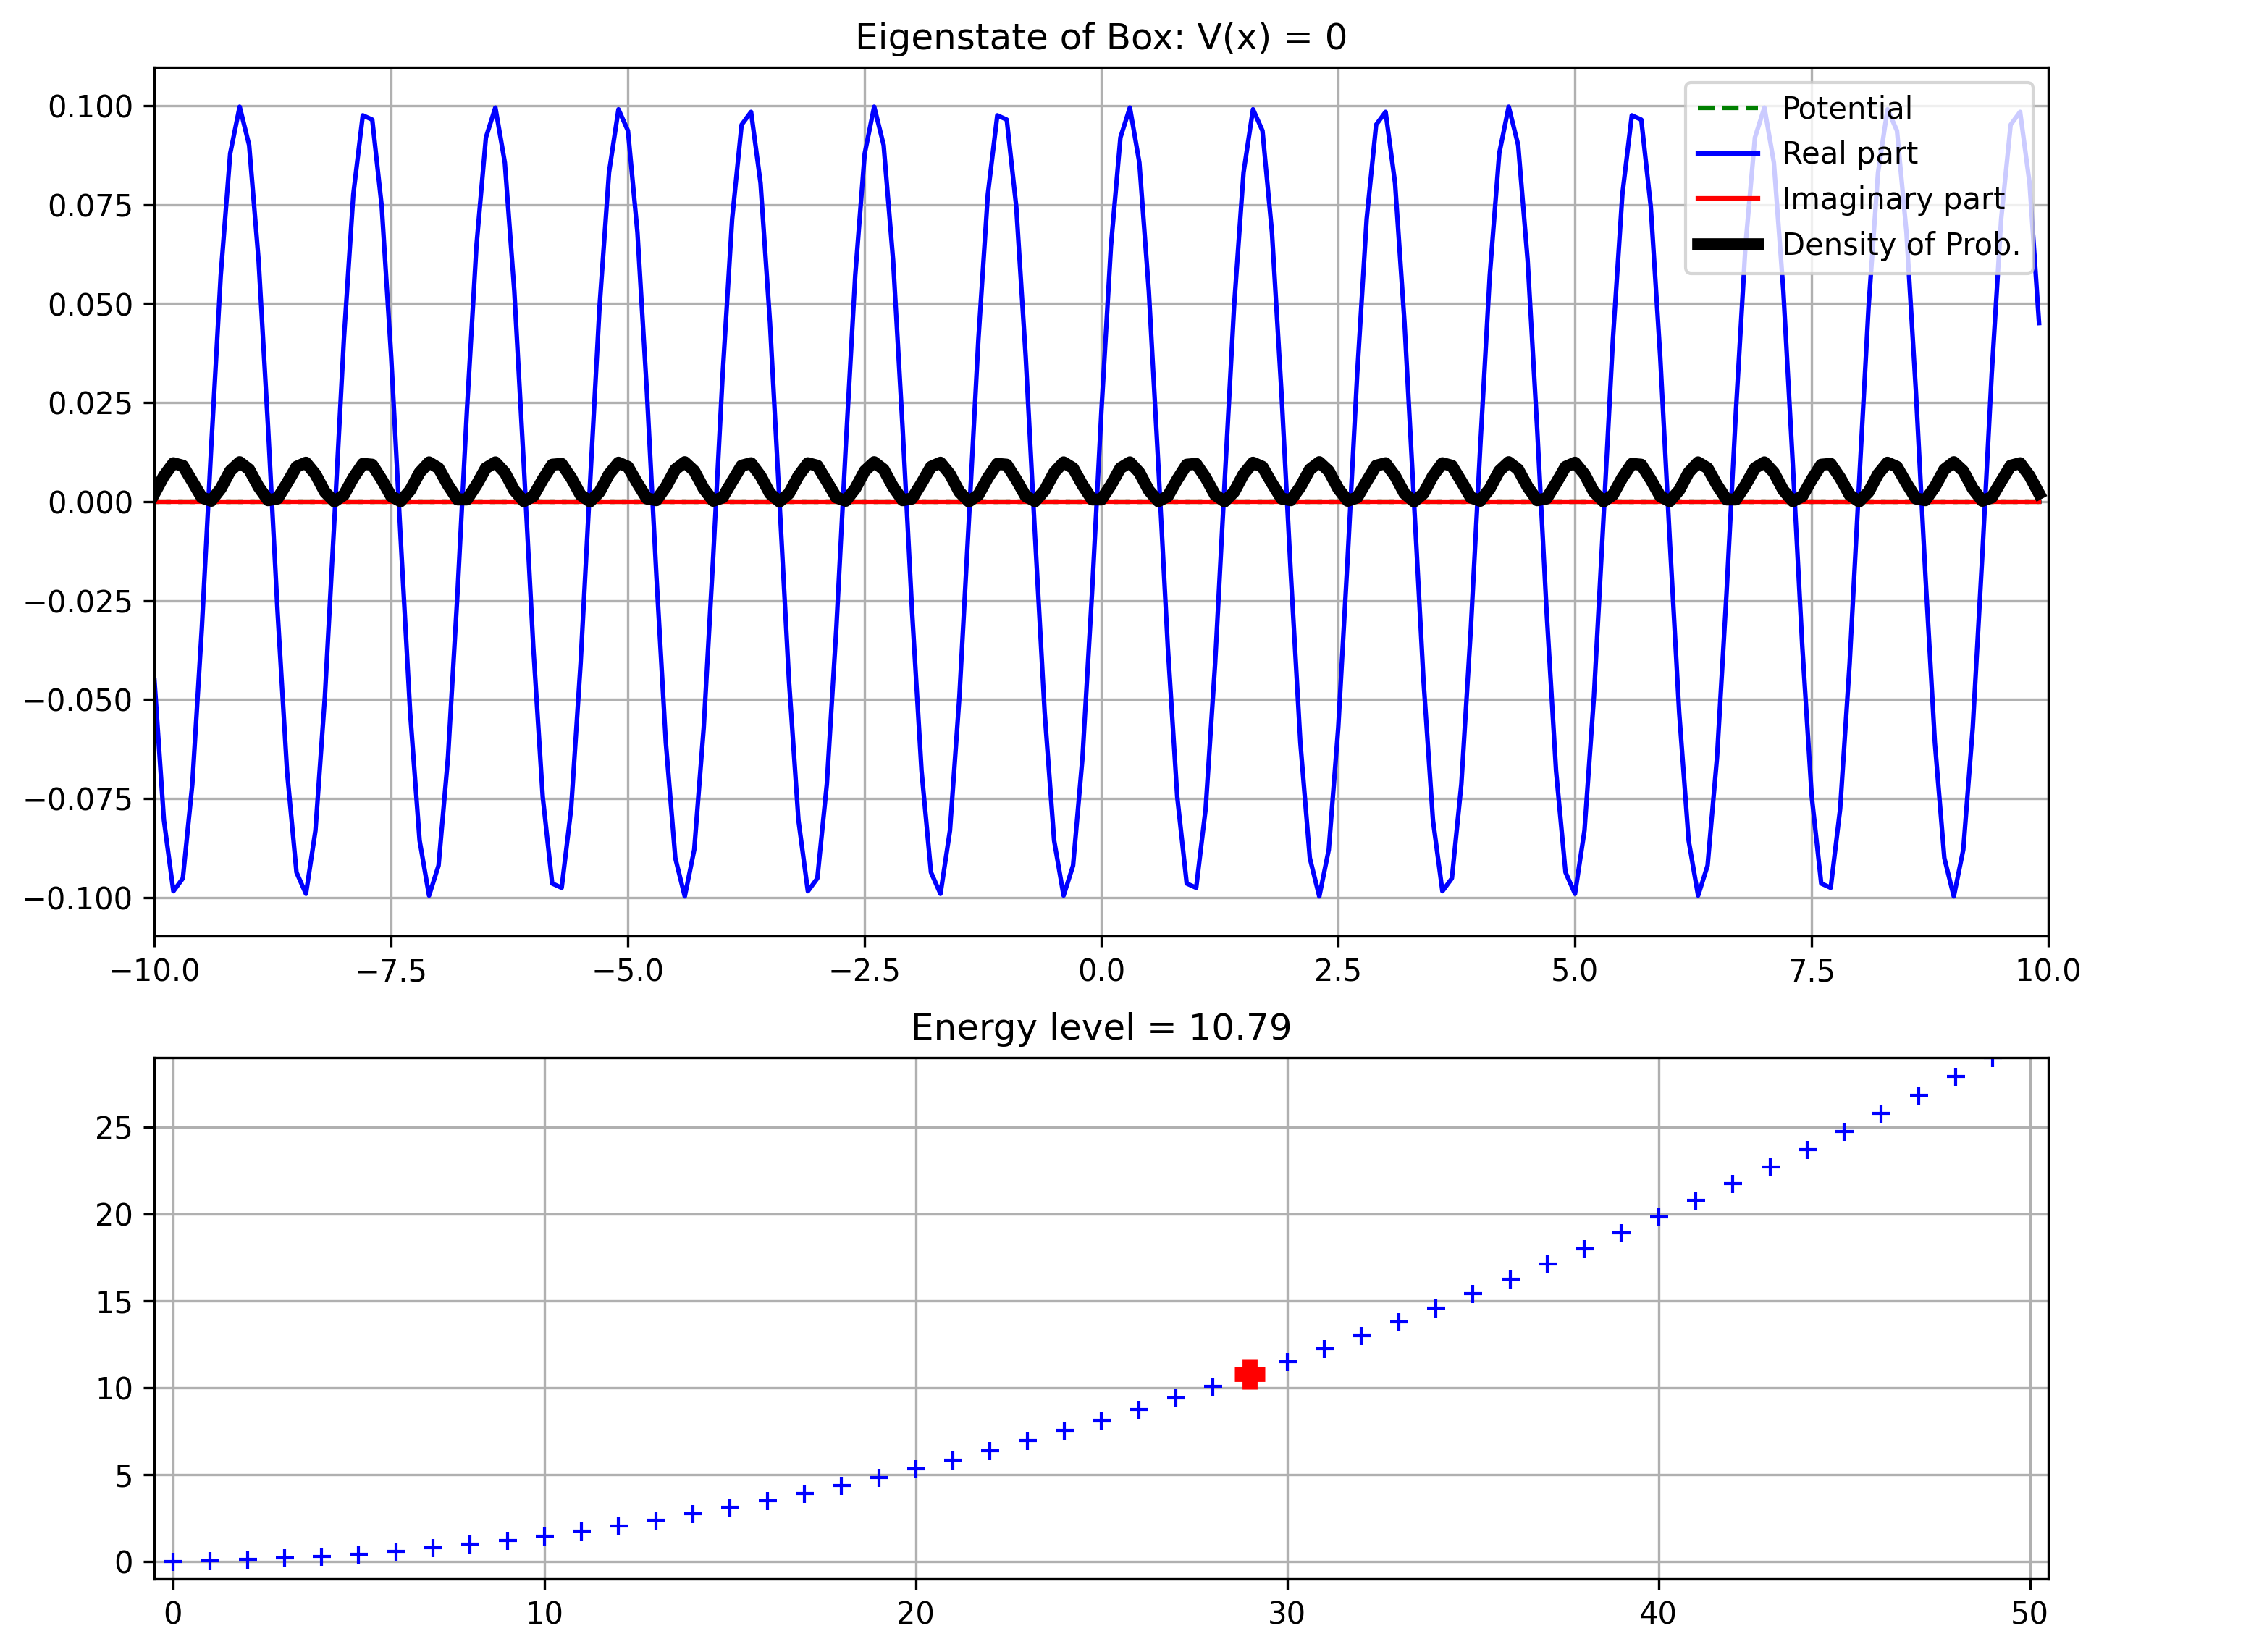 Eigenstate of Box: V(x) = 0
0.100
0.075
0.050
0.025
0.000
−0.025
−0.050
−0.075
−0.100
Potential
Real part
Imaginary part
Density of Prob.
−10.0 −7.5 −5.0 −2.5 0.0 2.5 5.0 7.5 10.0
Energy level = 10.79
25
20
15
10
5
0
0 10 20 30 40 50